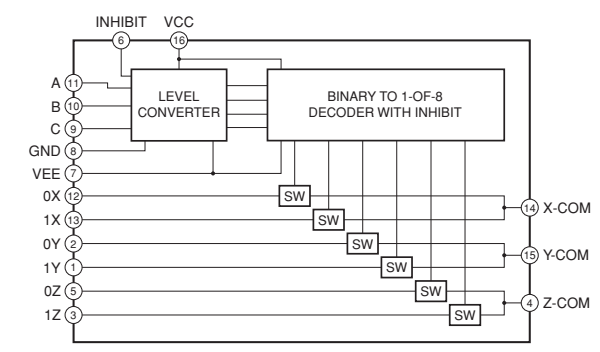 INHIBIT VCC
6 16
A 11
B 10
C 9
GND 8
VEE 7
LEVEL
CONVERTER
BINARY TO 1-OF-8
DECODER WITH INHIBIT
0X 12 SW
1X 13 SW
14 X-COM
0Y 2 SW
1Y 1 SW
15 Y-COM
0Z 5 SW
1Z 3 SW
4 Z-COM